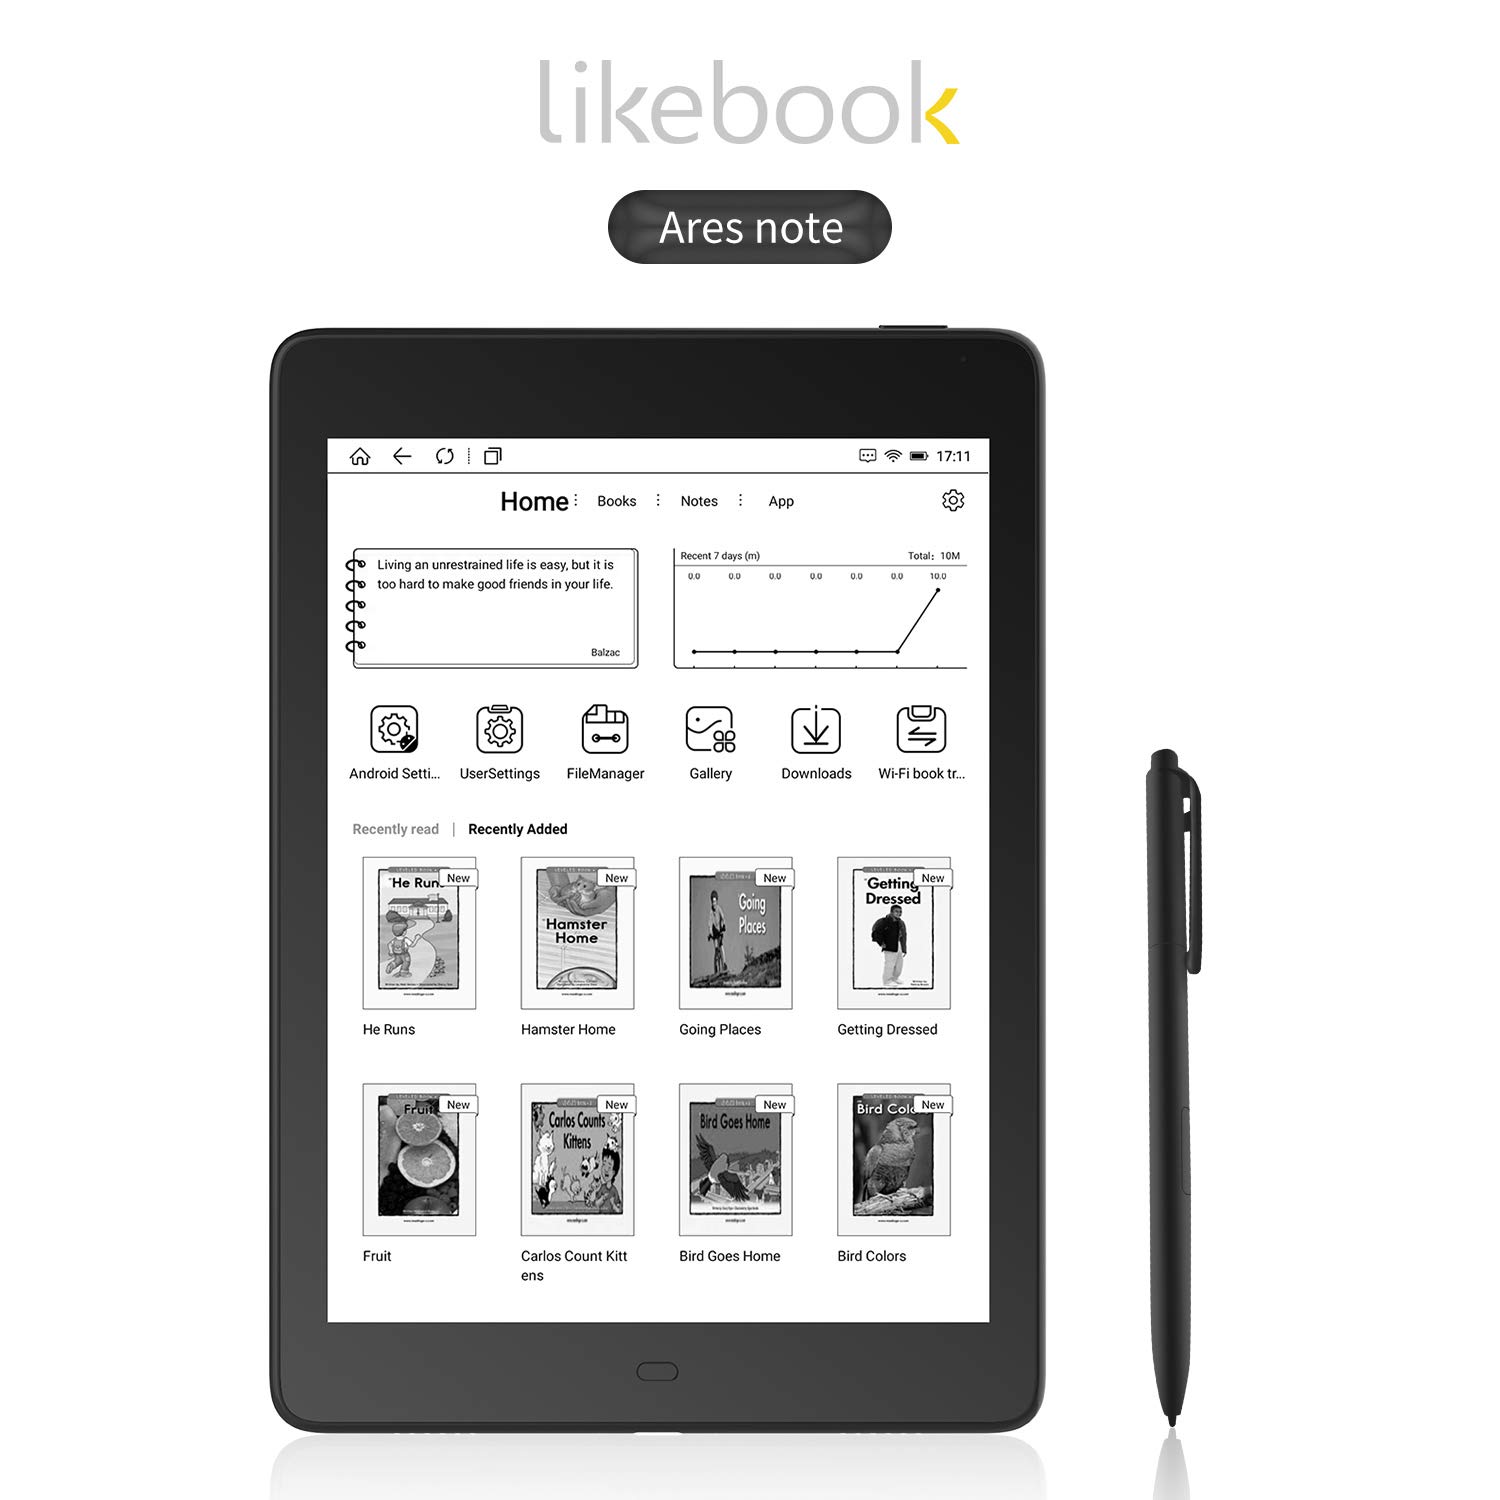 likebook
Ares note
17:11
Home
Books
Notes
App
Living an unrestrained life is easy, but it is
too hard to make good friends in your life.
Balzac
Recent 7 days (m)
Total: 10M
0.0 0.0 0.0 0.0 0.0 0.0 10.0
Android Setti...
UserSettings
FileManager
Gallery
Downloads
Wi-Fi book tr...
Recently read | Recently Added
He Runs
New
Hamster
Home
New
Going
Places
New
Getting
Dressed
New
He Runs
Hamster Home
Going Places
Getting Dressed
Fruit
New
Carlos Counts
Kittens
New
Bird Goes Home
New
Bird Colo
New
Fruit
Carlos Count Kitt
ens
Bird Goes Home
Bird Colors